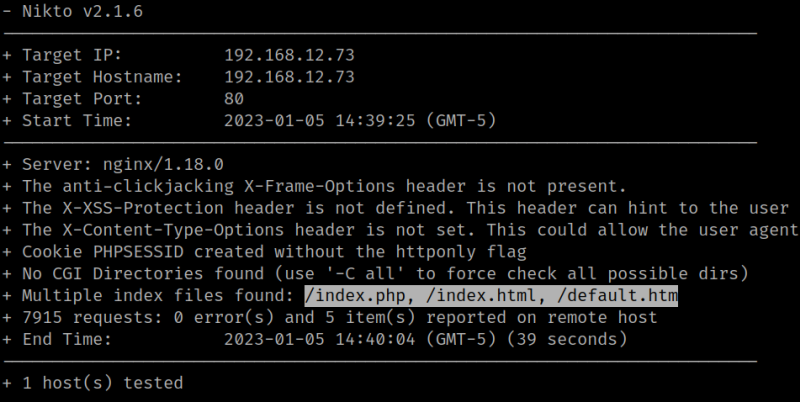 - Nikto v2.1.6
+ Target IP: 192.168.12.73
+ Target Hostname: 192.168.12.73
+ Target Port: 80
+ Start Time: 2023-01-05 14:39:25 (GMT-5)
+ Server: nginx/1.18.0
+ The anti-clickjacking X-Frame-Options header is not present.
+ The X-XSS-Protection header is not defined. This header can hint to the user
+ The X-Content-Type-Options header is not set. This could allow the user agent
+ Cookie PHPSESSID created without the httponly flag
+ No CGI Directories found (use '-C all' to force check all possible dirs)
+ Multiple index files found: /index.php, /index.html, /default.htm
+ 7915 requests: 0 error(s) and 5 item(s) reported on remote host
+ End Time: 2023-01-05 14:40:04 (GMT-5) (39 seconds)
+ 1 host(s) tested